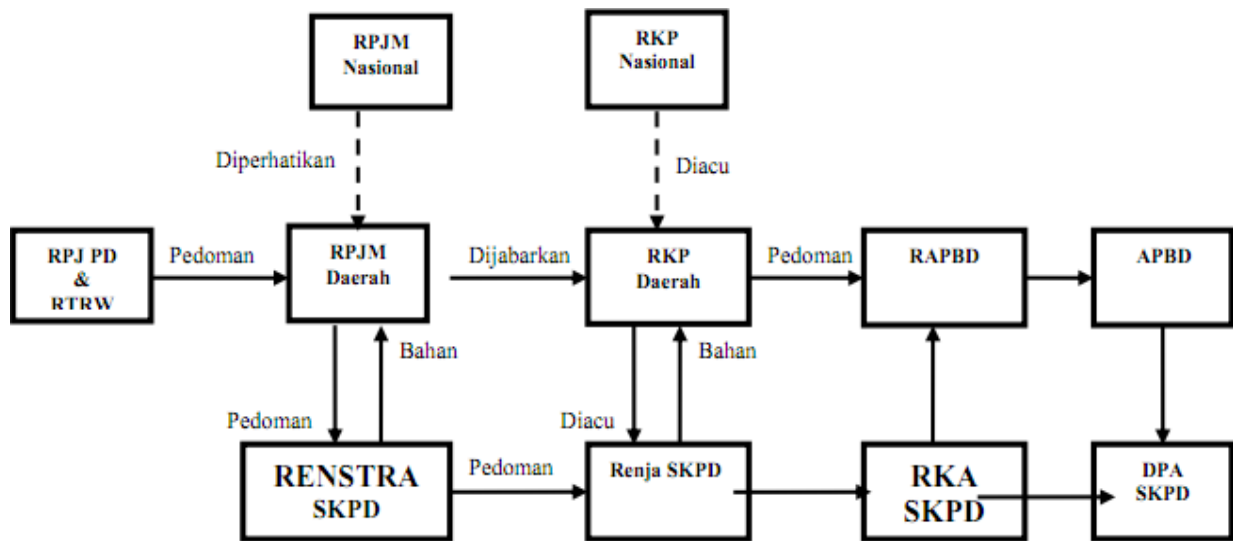 RPJM
Nasional
RKP
Nasional
Diperhatikan
Diacu
RPJ PD
&
RTRW
Pedoman
RPJM
Daerah
Dijabarkan
RKP
Daerah
Pedoman
RAPBD
APBD
Bahan
Bahan
Pedoman
Diacu
RENSTRA
SKPD
Pedoman
Renja SKPD
RKA
SKPD
DPA
SKPD